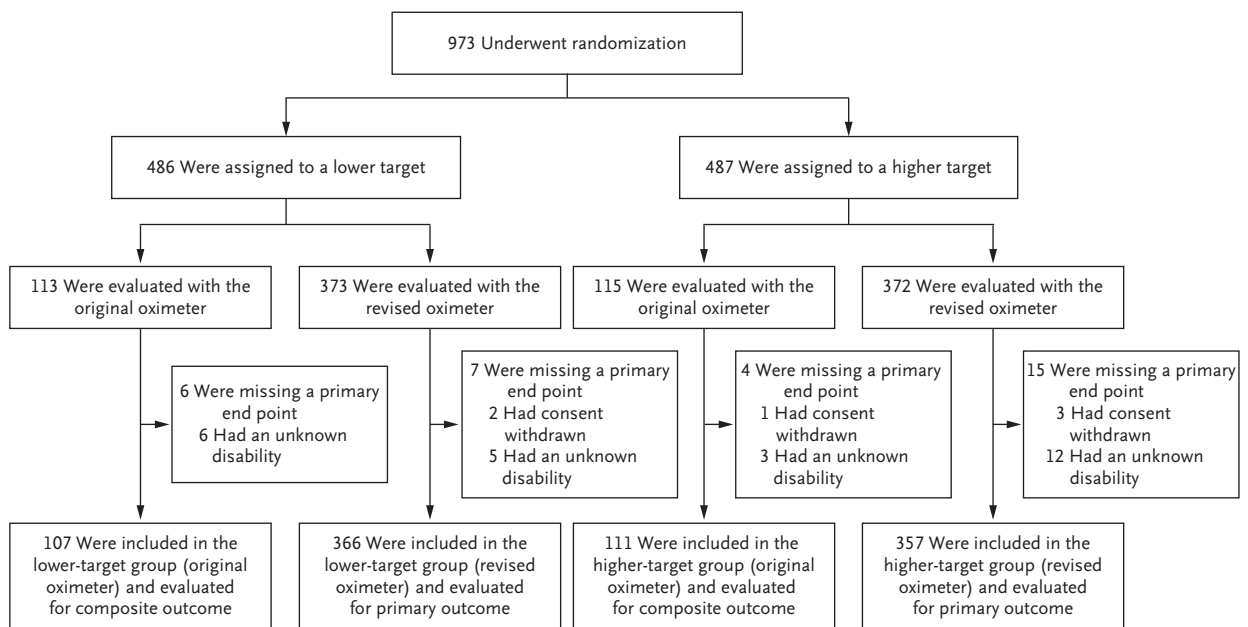 973 Underwent randomization
486 Were assigned to a lower target
487 Were assigned to a higher target
113 Were evaluated with the
original oximeter
373 Were evaluated with the
revised oximeter
115 Were evaluated with the
original oximeter
372 Were evaluated with the
revised oximeter
6 Were missing a primary
end point
6 Had an unknown
disability
7 Were missing a primary
end point
2 Had consent
withdrawn
5 Had an unknown
disability
4 Were missing a primary
end point
1 Had consent
withdrawn
3 Had an unknown
disability
15 Were missing a primary
end point
3 Had consent
withdrawn
12 Had an unknown
disability
107 Were included in the
lower-target group (original
oximeter) and evaluated
for composite outcome
366 Were included in the
lower-target group (revised
oximeter) and evaluated
for primary outcome
111 Were included in the
higher-target group (original
oximeter) and evaluated
for composite outcome
357 Were included in the
higher-target group (revised
oximeter) and evaluated
for primary outcome